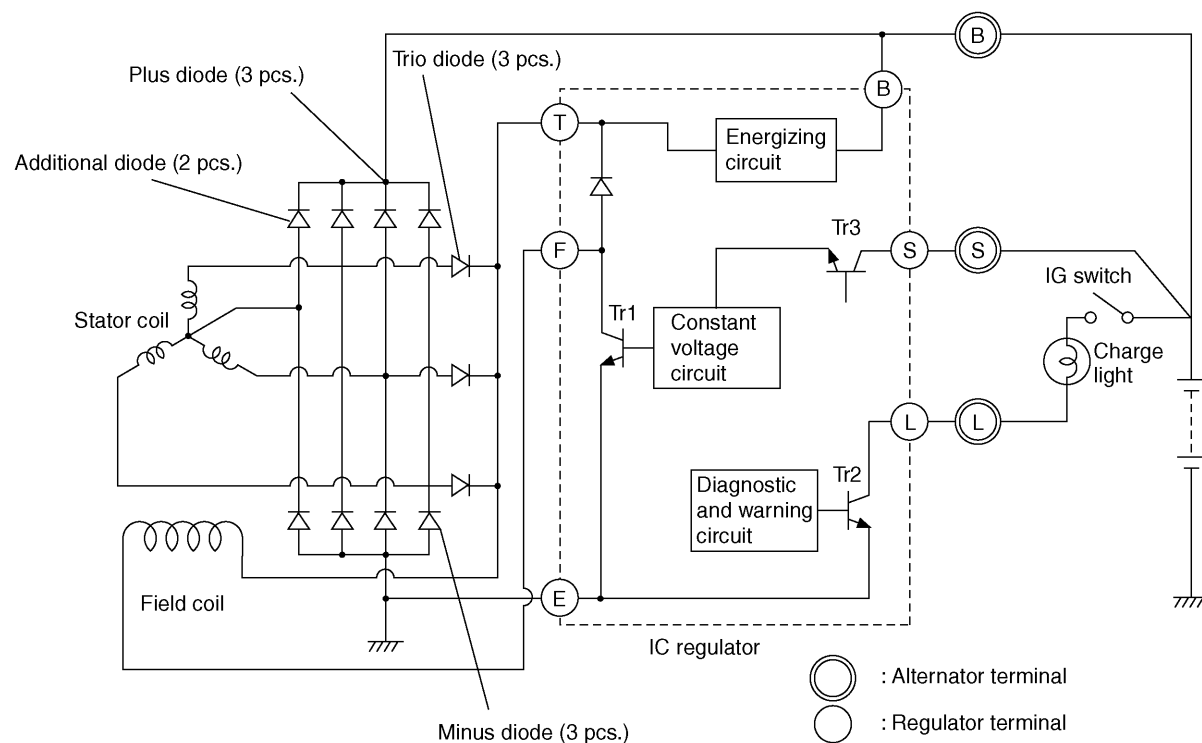 B
Trio diode (3 pcs.)
Plus diode (3 pcs.)
B
T
Energizing
circuit
Additional diode (2 pcs.)
Tr3
F
S
S
IG switch
Stator coil
Tr1
Constant
voltage
circuit
Charge
light
L
L
Diagnostic
and warning
circuit
Tr2
Field coil
E
IC regulator
: Alternator terminal
: Regulator terminal
Minus diode (3 pcs.)